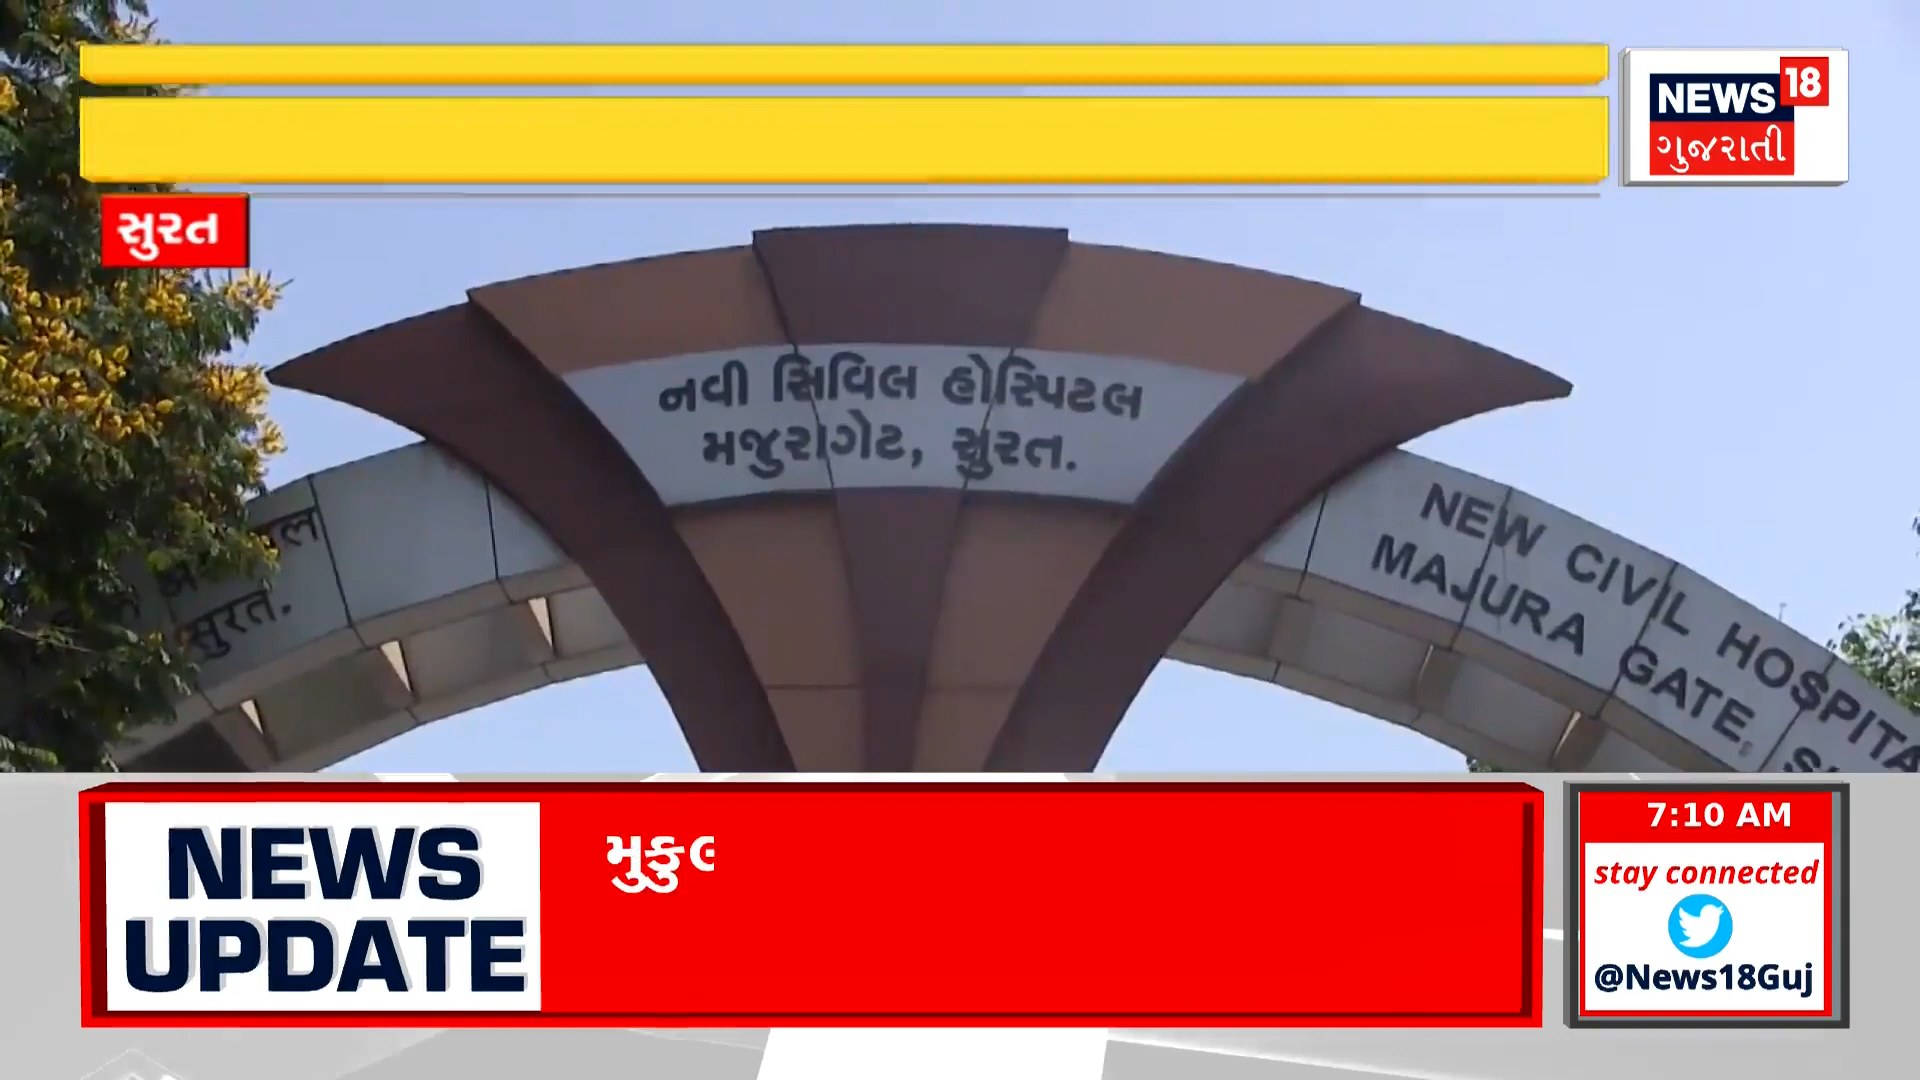 NEWS 18
ગુજરાતી
સુરત
નવી સિવિલ હોસ્પિટલ
મજુરાગેટ, સુરત.
सुरत.
NEW CIVIL HOSPITA
MAJURA GATE,
NEWS
UPDATE
7:10 AM
stay connected
@News18Guj